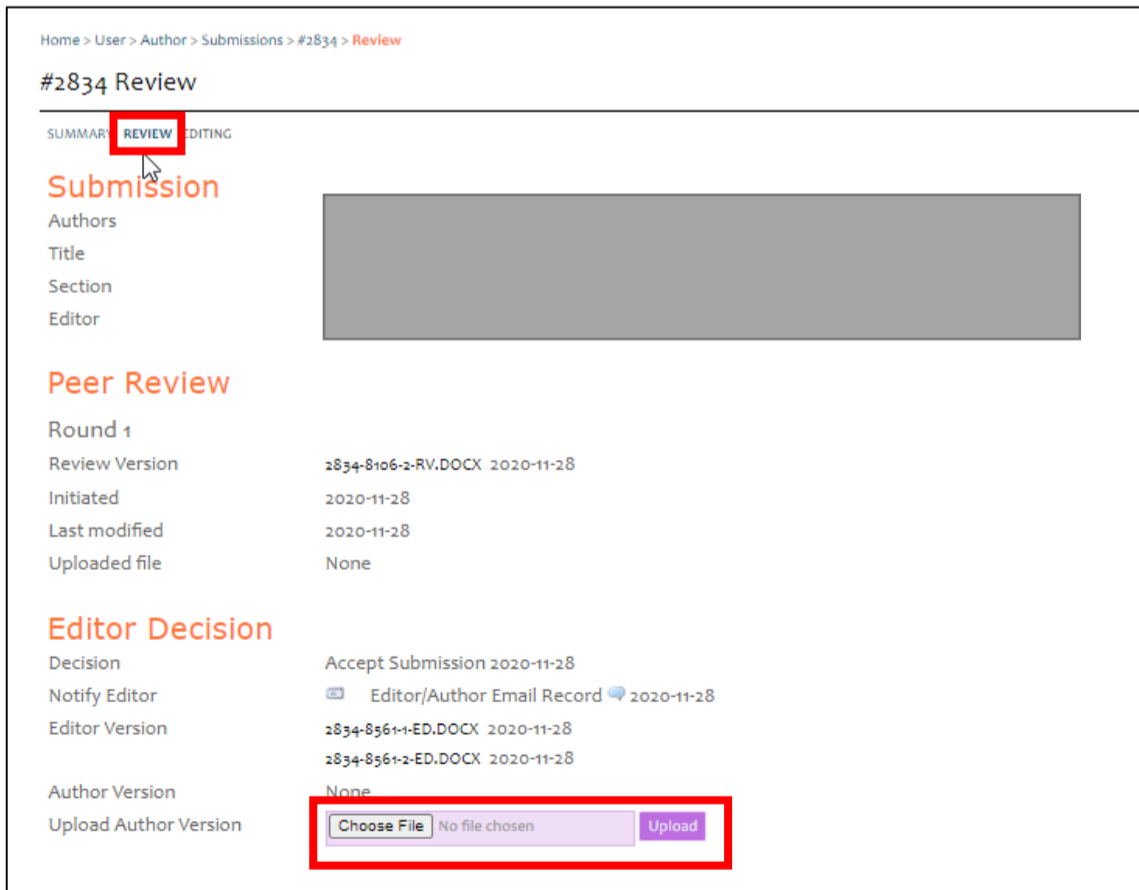 Home > User > Author > Submissions > #2834 > Review
#2834 Review
SUMMARY REVIEW EDITING
Submission
Authors
Title
Section
Editor
Peer Review
Round 1
Review Version 2834-8106-2-RV.DOCX 2020-11-28
Initiated 2020-11-28
Last modified 2020-11-28
Uploaded file None
Editor Decision
Decision Accept Submission 2020-11-28
Notify Editor Editor/Author Email Record 2020-11-28
Editor Version 2834-8561-1-ED.DOCX 2020-11-28
2834-8561-2-ED.DOCX 2020-11-28
Author Version None
Upload Author Version Choose File No file chosen Upload